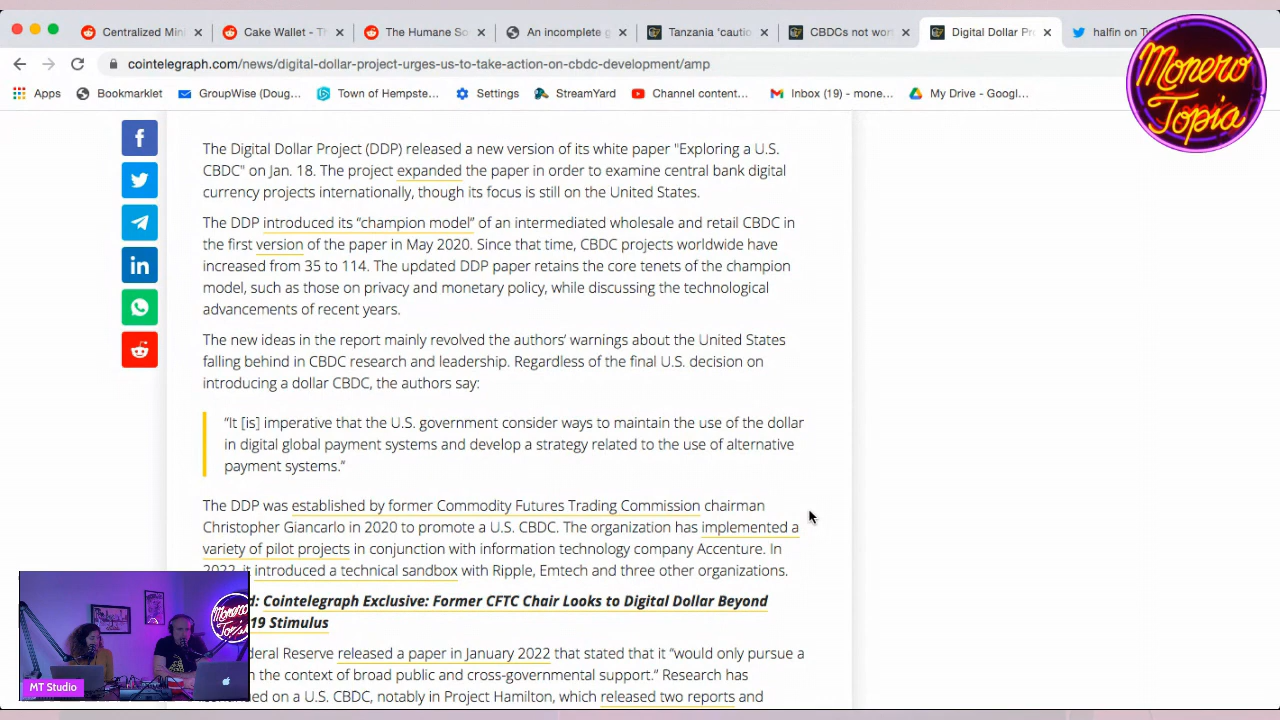 Centralized Mini
Cake Wallet - Th
The Humane So
An incomplete g
Tanzania 'cautio
CBDCs not wor
Digital Dollar Pr
halfin on Tw
cointelegraph.com/news/digital-dollar-project-urges-us-to-take-action-on-cbdc-development/amp
Apps
Bookmarklet
GroupWise (Doug...
Town of Hempste...
Settings
StreamYard
Channel content...
Inbox (19) - mone...
My Drive - Googl...
Monero
Topia
The Digital Dollar Project (DDP) released a new version of its white paper "Exploring a U.S.
CBDC" on Jan. 18. The project expanded the paper in order to examine central bank digital
currency projects internationally, though its focus is still on the United States.
The DDP introduced its “champion model” of an intermediated wholesale and retail CBDC in
the first version of the paper in May 2020. Since that time, CBDC projects worldwide have
increased from 35 to 114. The updated DDP paper retains the core tenets of the champion
model, such as those on privacy and monetary policy, while discussing the technological
advancements of recent years.
The new ideas in the report mainly revolved the authors’ warnings about the United States
falling behind in CBDC research and leadership. Regardless of the final U.S. decision on
introducing a dollar CBDC, the authors say:
“It [is] imperative that the U.S. government consider ways to maintain the use of the dollar
in digital global payment systems and develop a strategy related to the use of alternative
payment systems.”
The DDP was established by former Commodity Futures Trading Commission chairman
Christopher Giancarlo in 2020 to promote a U.S. CBDC. The organization has implemented a
variety of pilot projects in conjunction with information technology company Accenture. In
2022, it introduced a technical sandbox with Ripple, Emtech and three other organizations.
d: Cointelegraph Exclusive: Former CFTC Chair Looks to Digital Dollar Beyond
19 Stimulus
deral Reserve released a paper in January 2022 that stated that it “would only pursue a
n the context of broad public and cross-governmental support.” Research has
on a U.S. CBDC, notably in Project Hamilton, which released two reports and
Monero
Topia
MT Studio